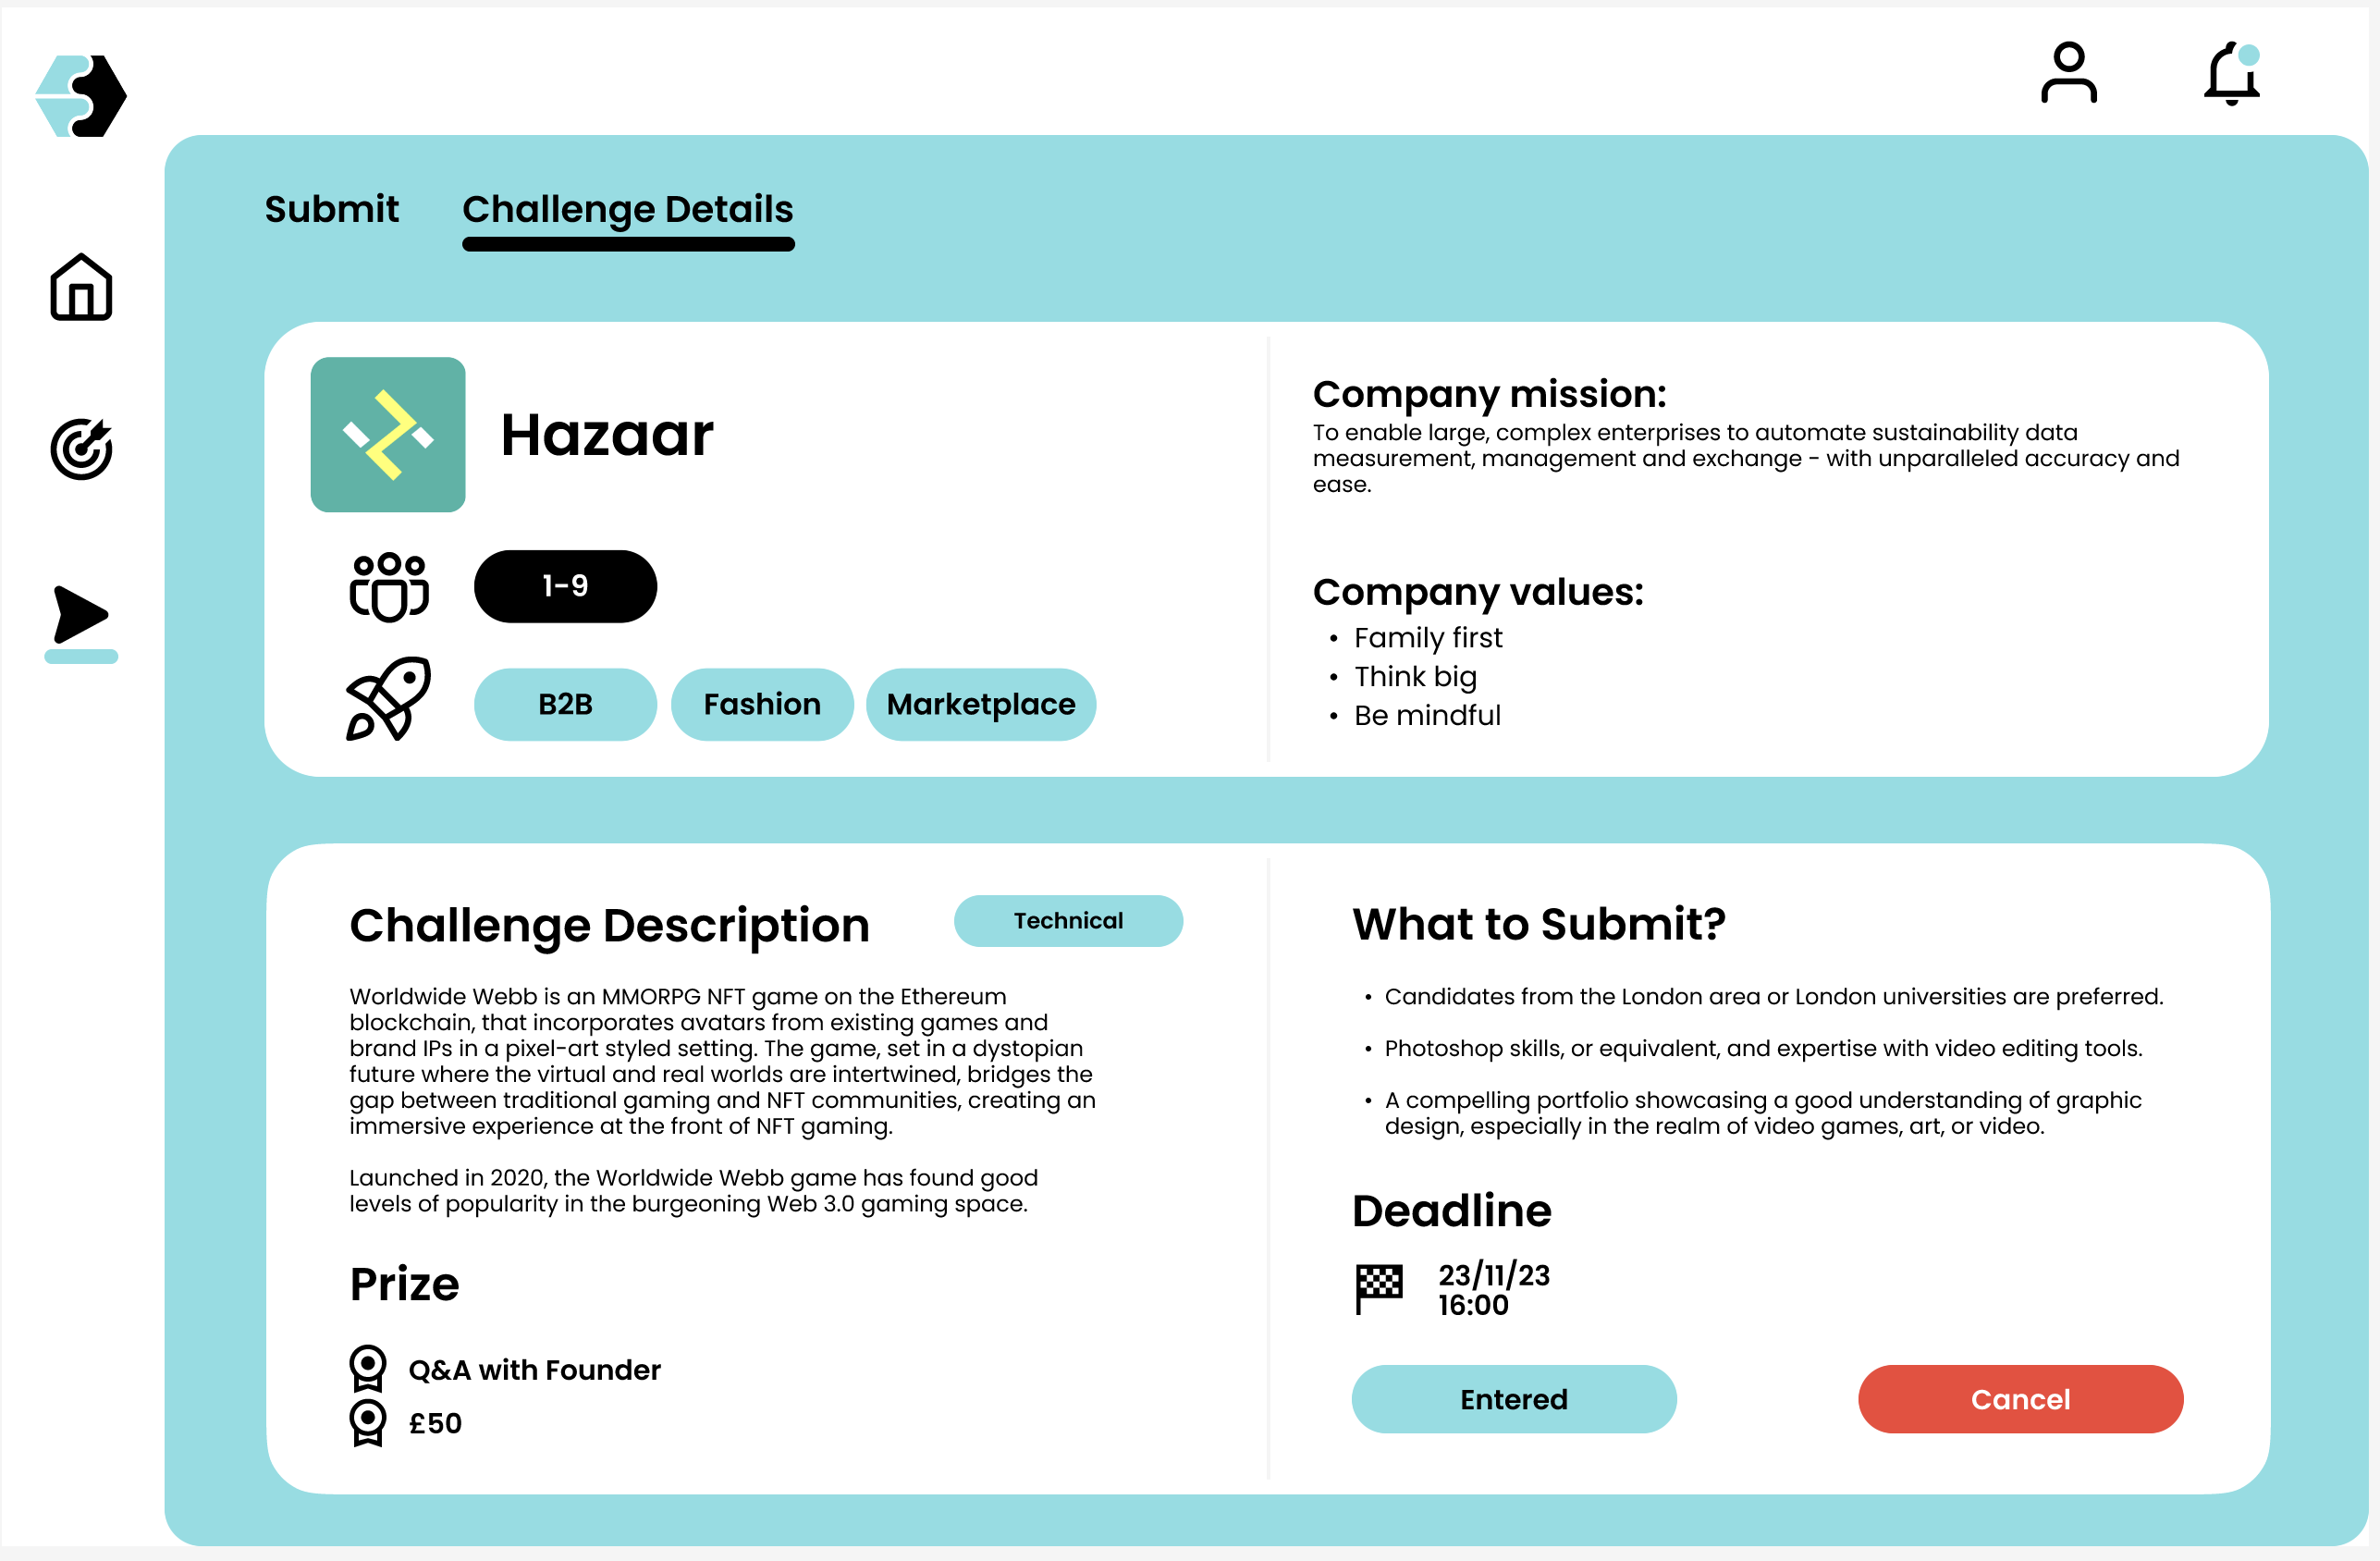 Submit
Challenge Details
Hazaar
1-9
B2B
Fashion
Marketplace
Company mission:
To enable large, complex enterprises to automate sustainability data
measurement, management and exchange - with unparalleled accuracy and
ease.
Company values:
• Family first
• Think big
• Be mindful
Challenge Description
Technical
Worldwide Webb is an MMORPG NFT game on the Ethereum
blockchain, that incorporates avatars from existing games and
brand IPs in a pixel-art styled setting. The game, set in a dystopian
future where the virtual and real worlds are intertwined, bridges the
gap between traditional gaming and NFT communities, creating an
immersive experience at the front of NFT gaming.
Launched in 2020, the Worldwide Webb game has found good
levels of popularity in the burgeoning Web 3.0 gaming space.
Prize
Q&A with Founder
£50
What to Submit?
• Candidates from the London area or London universities are preferred.
• Photoshop skills, or equivalent, and expertise with video editing tools.
• A compelling portfolio showcasing a good understanding of graphic
design, especially in the realm of video games, art, or video.
Deadline
23/11/23
16:00
Entered
Cancel